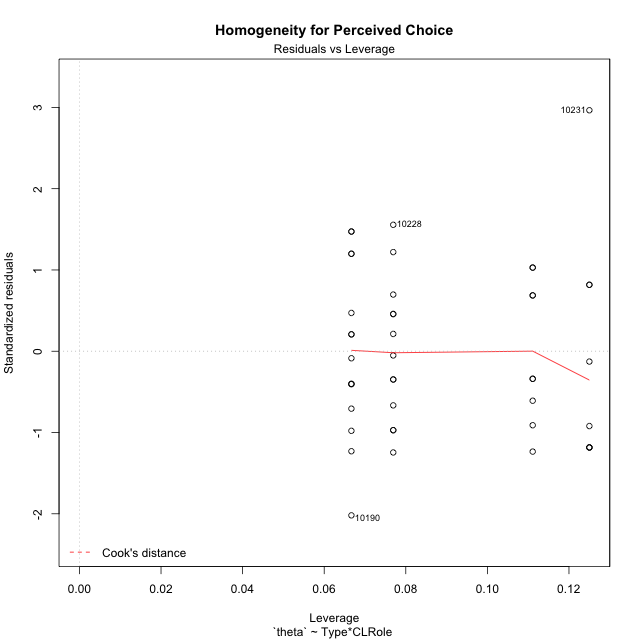 Homogeneity for Perceived Choice
Residuals vs Leverage
3
2
1
0
-1
-2
Standardized residuals
10231
10228
10190
Cook's distance
0.00
0.02
0.04
0.06
0.08
0.10
0.12
Leverage
`theta` ~ Type*CLRole